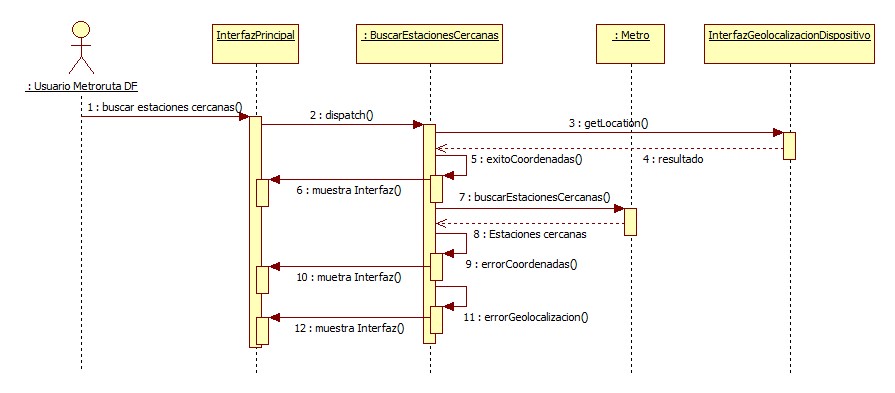 InterfazPrincipal
: BuscarEstacionesCercanas
: Metro
InterfazGeolocalizacionDispositivo
: Usuario Metroruta DF
1 : buscar estaciones cercanas()
2 : dispatch()
3 : getLocation()
4 : resultado
5 : exitoCoordenadas()
6 : muestra Interfaz()
7 : buscarEstacionesCercanas()
8 : Estaciones cercanas
9 : errorCoordenadas()
10 : muetra Interfaz()
11 : errorGeolocalizacion()
12 : muestra Interfaz()